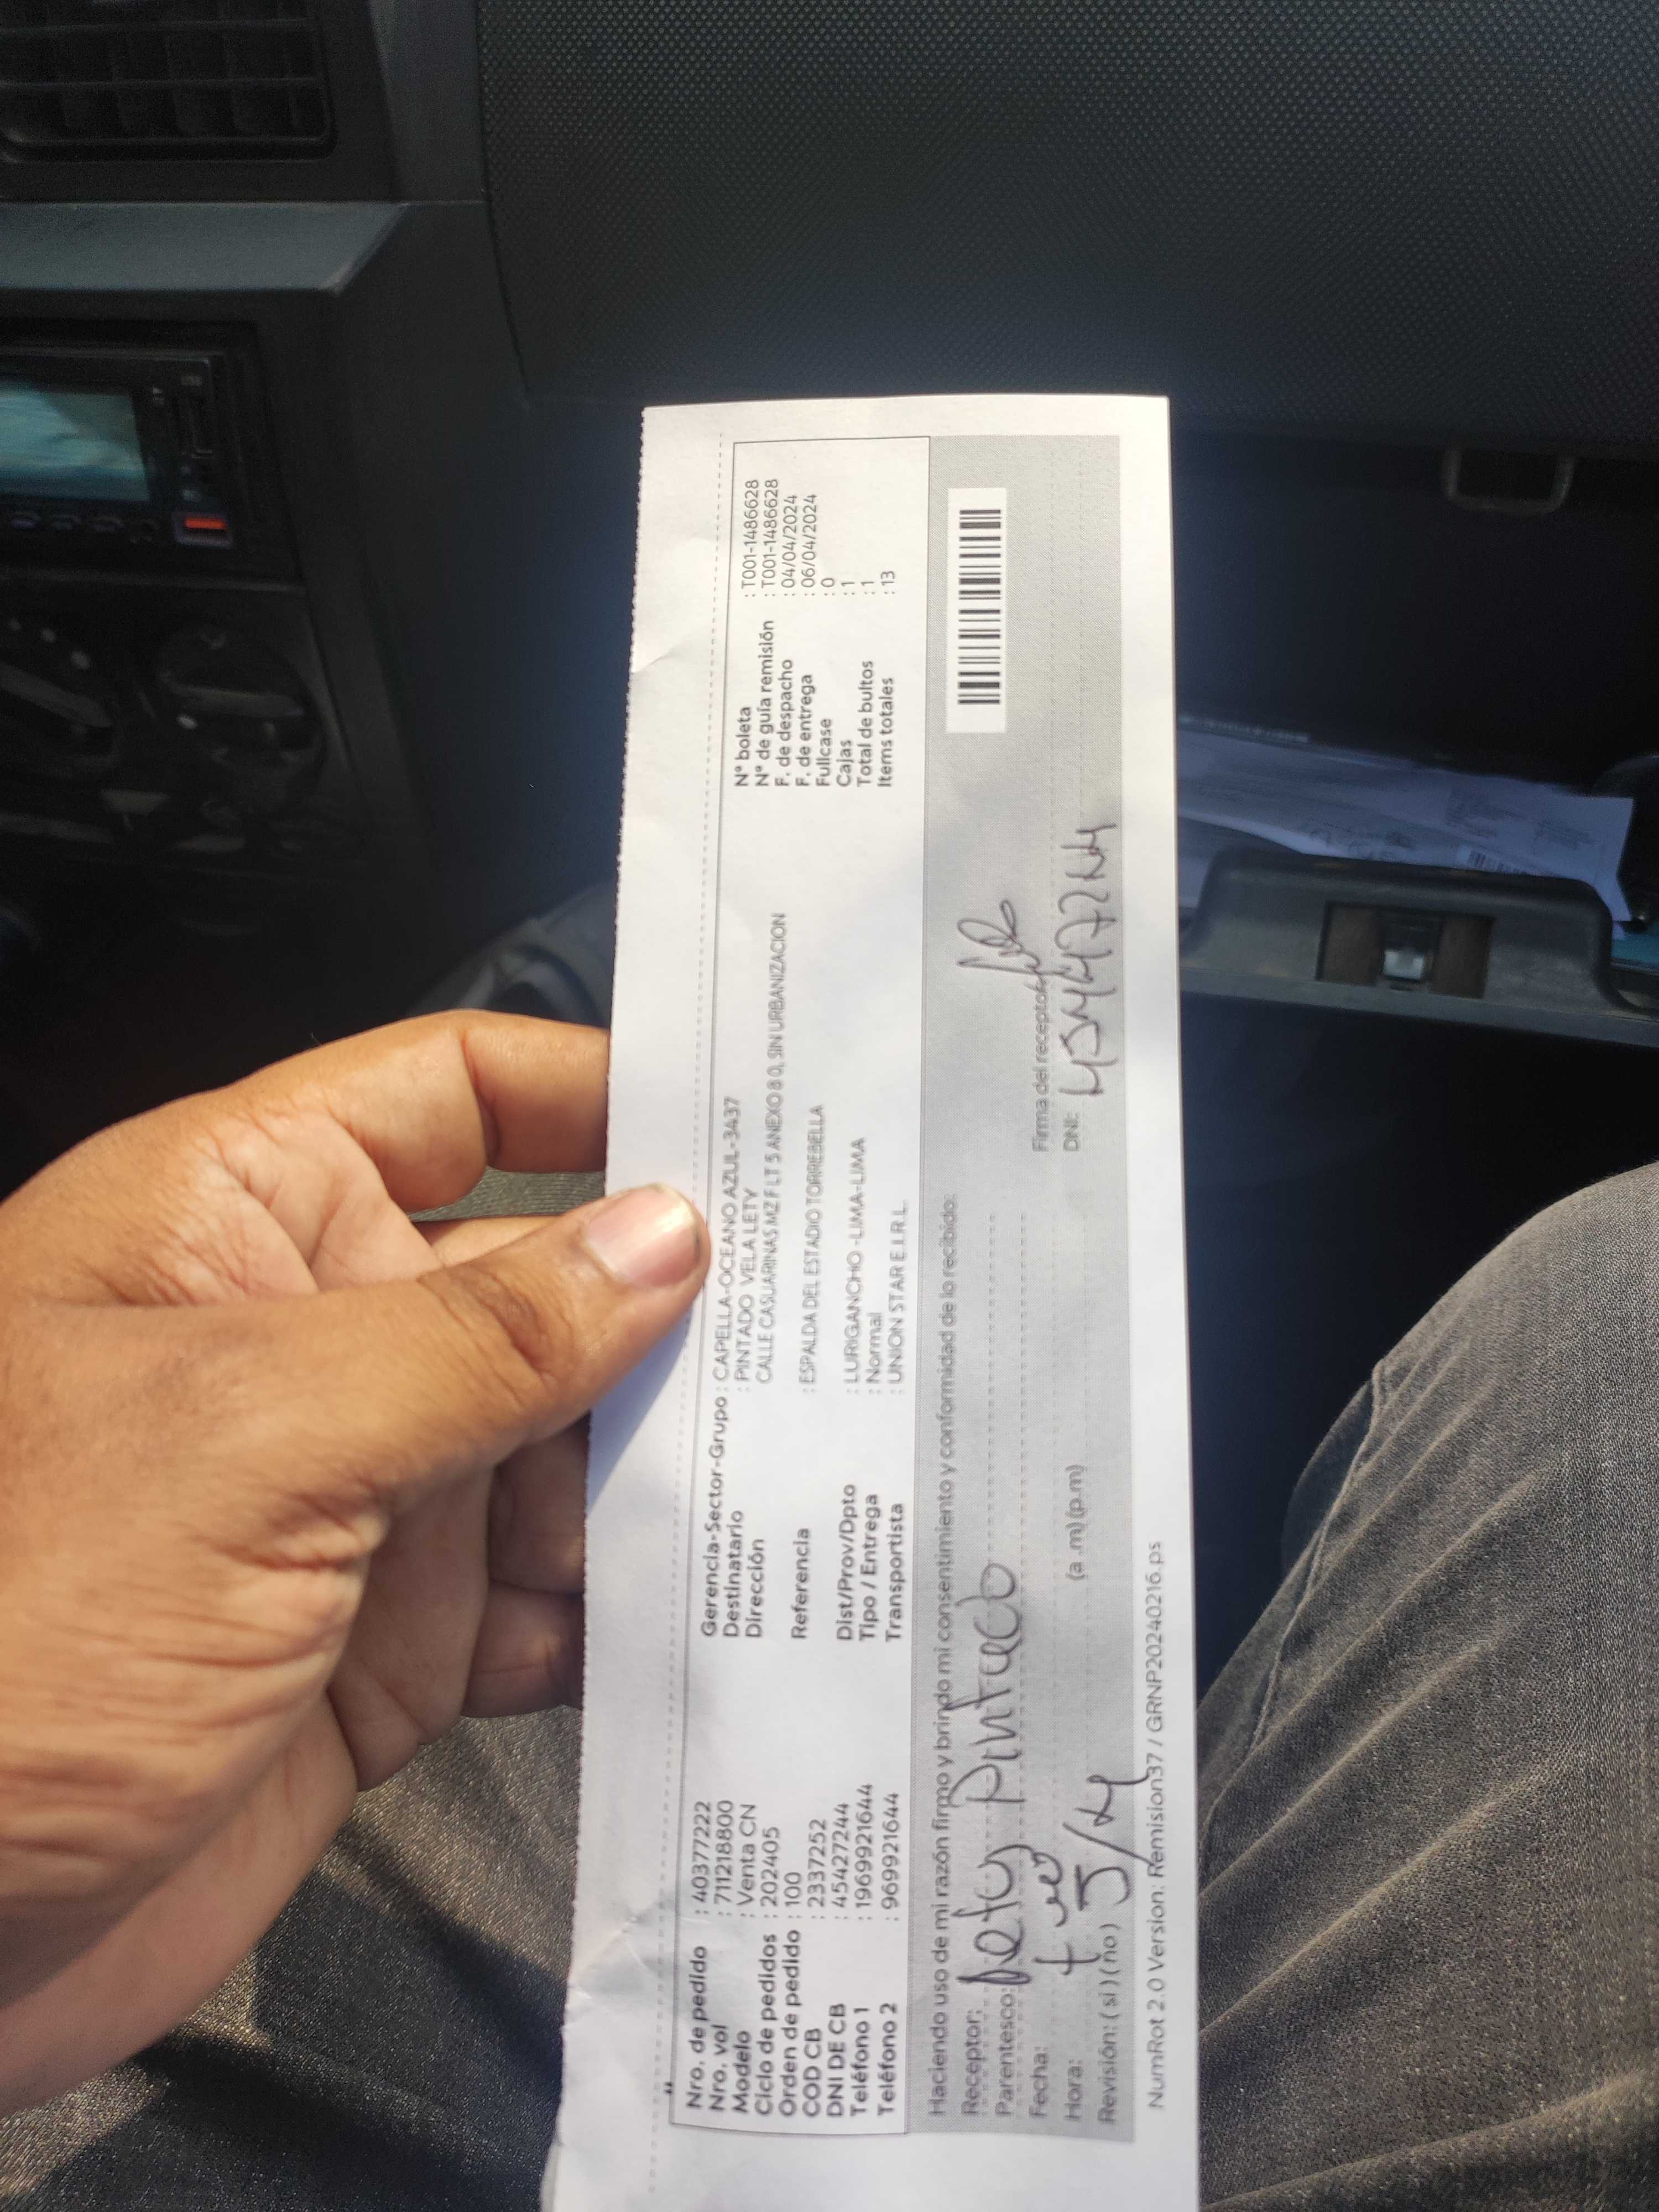 Nro. de pedido : 40377222
Nro. vol : 711218800
Modelo : Venta CN
Ciclo de pedidos : 202405
Orden de pedido : 100
COD CB : 2337252
DNI DE CB : 45427244
Teléfono 1 : 1969921644
Teléfono 2 : 969921644
Gerencia-Sector-Grupo : CAPELLA-OCEANO AZUL-3437
Destinatario : PINTADO VELA LETY
Dirección CALLE CASUARINAS MZ F LT 5 ANEXO 8 0, SIN URBANIZACION
Referencia : ESPALDA DEL ESTADIO TORREBELLA
Dist/Prov/Dpto : LURIGANCHO -LIMA-LIMA
Tipo / Entrega : Normal
Transportista : UNION STAR E.I.R.L.
N° boleta : T001-1486628
N° de guía remisión : T001-1486628
F. de despacho : 04/04/2024
F. de entrega : 06/04/2024
Fullcase : 0
Cajas : 1
Total de bultos : 1
Items totales : 13
Haciendo uso de mi razón firmo y brindo mi consentimiento y conformidad de lo recibido:
Receptor: Lety Pintado
Parentesco:
Fecha:
Hora: (a.m)(p.m)
Revisión: ( si ) ( no ) 5/4
Firma del receptor
DNI:
NumRot 2.0 Version: Remision37 / GRNP20240216.ps